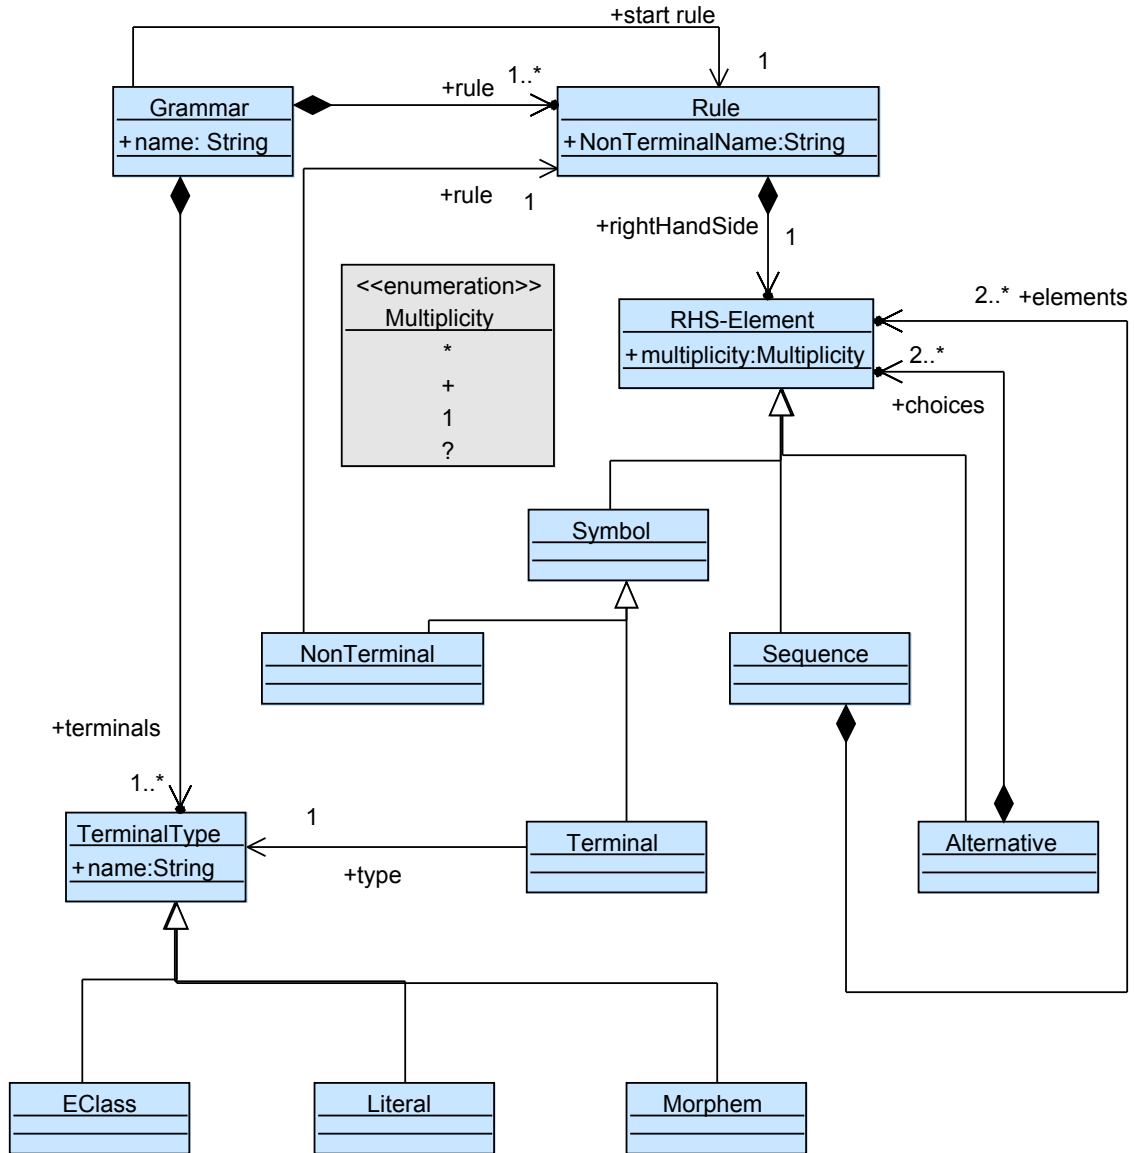 +start rule
1
1..*
+rule
Grammar
+ name: String
Rule
+ NonTerminalName:String
+rule
1
+rightHandSide
1
<<enumeration>>
Multiplicity
*
+
1
?
2..* +elements
RHS-Element
+ multiplicity:Multiplicity
2..*
+choices
Symbol
NonTerminal
Sequence
+terminals
1..*
TerminalType
+ name:String
1
+type
Terminal
Alternative
EClass
Literal
Morphem